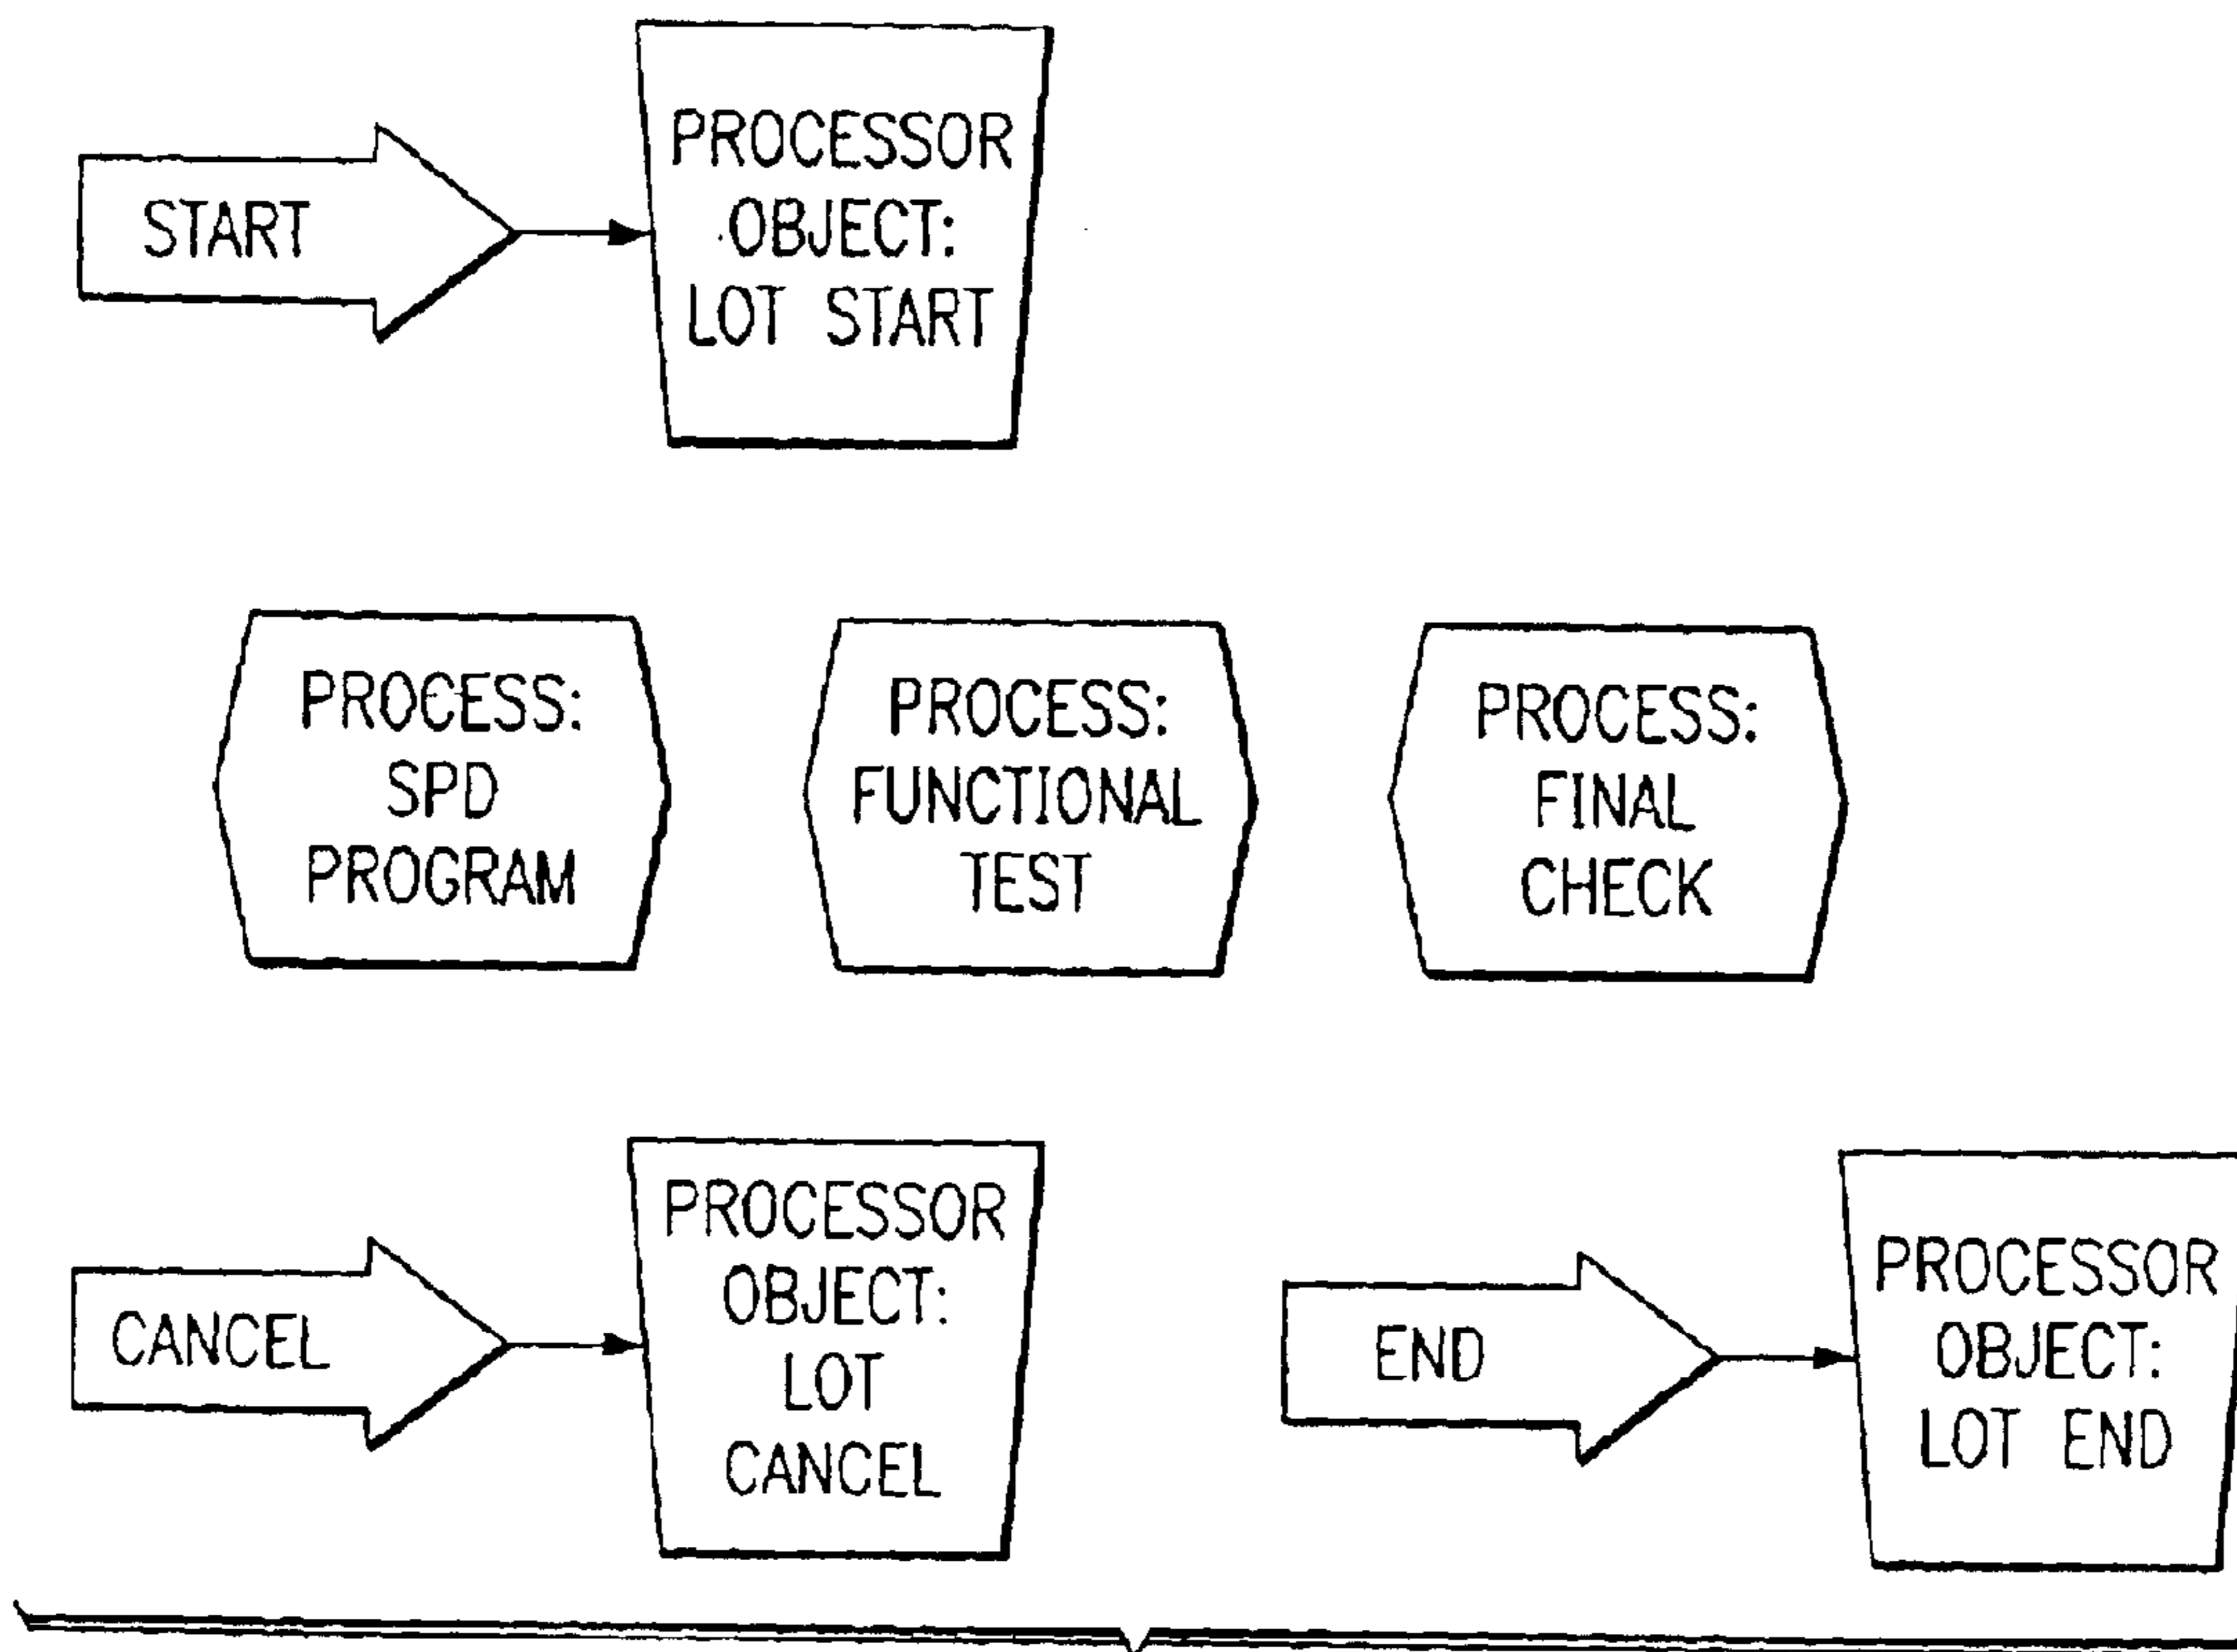 START
PROCESSOR
OBJECT:
LOT START
PROCESS:
SPD
PROGRAM
PROCESS:
FUNCTIONAL
TEST
PROCESS:
FINAL
CHECK
CANCEL
PROCESSOR
OBJECT:
LOT
CANCEL
END
PROCESSOR
OBJECT:
LOT END